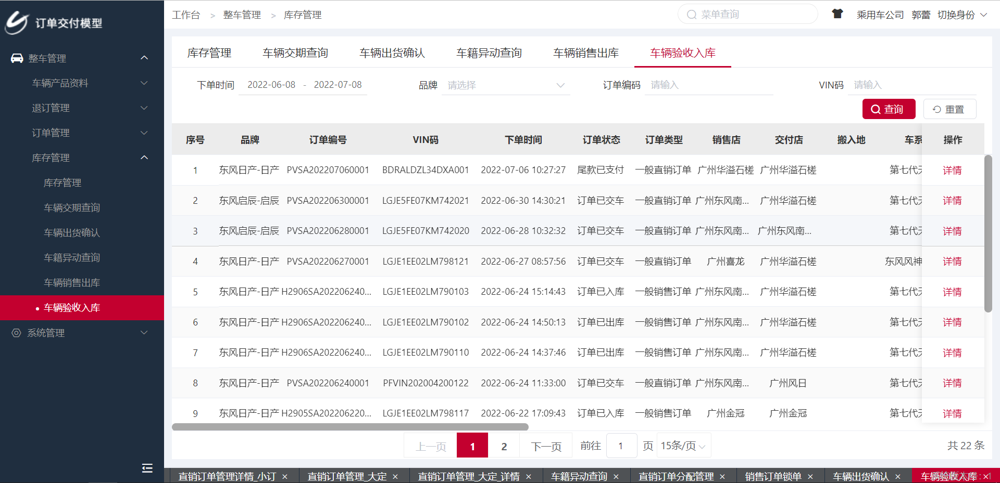 订单交付模型
工作台 > 整车管理 > 库存管理
菜单查询
乘用车公司 郭蕾 切换身份
整车管理
车辆产品资料
退订管理
订单管理
库存管理
库存管理
车辆交期查询
车辆出货确认
车籍异动查询
车辆销售出库
车辆验收入库
系统管理
库存管理 车辆交期查询 车辆出货确认 车籍异动查询 车辆销售出库 车辆验收入库
下单时间 2022-06-08 - 2022-07-08 品牌 请选择 订单编码 请输入 VIN码 请输入
查询 重置
序号 品牌 订单编号 VIN码 下单时间 订单状态 订单类型 销售店 交付店 搬入地 车系 操作
1 东风日产-日产 PVSA202207060001 BDRALDZL34DXA001 2022-07-06 10:27:27 尾款已支付 一般直销订单 广州华溢石槎 广州华溢石槎 第七代天 详情
2 东风启辰-启辰 PVSA202206300001 LGJE5FE07KM742021 2022-06-30 14:30:21 订单已交车 一般直销订单 广州东风南... 广州华溢石槎 第七代天 详情
3 东风启辰-启辰 PVSA202206280001 LGJE5FE07KM742020 2022-06-28 10:32:32 订单已交车 一般直销订单 广州东风南... 广州东风南... 第七代天 详情
4 东风日产-日产 PVSA202206270001 LGJE1EE02LM798121 2022-06-27 08:57:56 订单已交车 一般直销订单 广州喜龙 广州华溢石槎 东风风神 详情
5 东风日产-日产 H2906SA202206240... LGJE1EE02LM790103 2022-06-24 15:14:43 订单已入库 一般销售订单 广州东风南... 广州华溢石槎 第七代天 详情
6 东风日产-日产 H2906SA202206240... LGJE1EE02LM790102 2022-06-24 14:50:13 订单已出库 一般销售订单 广州东风南... 广州华溢石槎 第七代天 详情
7 东风日产-日产 H2906SA202206240... LGJE1EE02LM790110 2022-06-24 14:37:46 订单已出库 一般销售订单 广州东风南... 广州华溢石槎 第七代天 详情
8 东风日产-日产 PVSA202206240001 PFVIN202004200122 2022-06-24 11:33:00 订单已交车 一般直销订单 广州东风南... 广州风日 第七代天 详情
9 东风日产-日产 H2905SA202206220... LGJE1EE02LM798117 2022-06-22 17:09:43 订单已入库 一般销售订单 广州金冠 广州金冠 第七代天 详情
上一页 1 2 下一页 前往 1 页 15条/页 共 22 条
直销订单管理详情_小订 × 直销订单管理_大定 × 直销订单管理_大定_详情 × 车籍异动查询 × 直销订单分配管理 × 销售订单锁单 × 车辆出货确认 × 车辆验收入库 ×